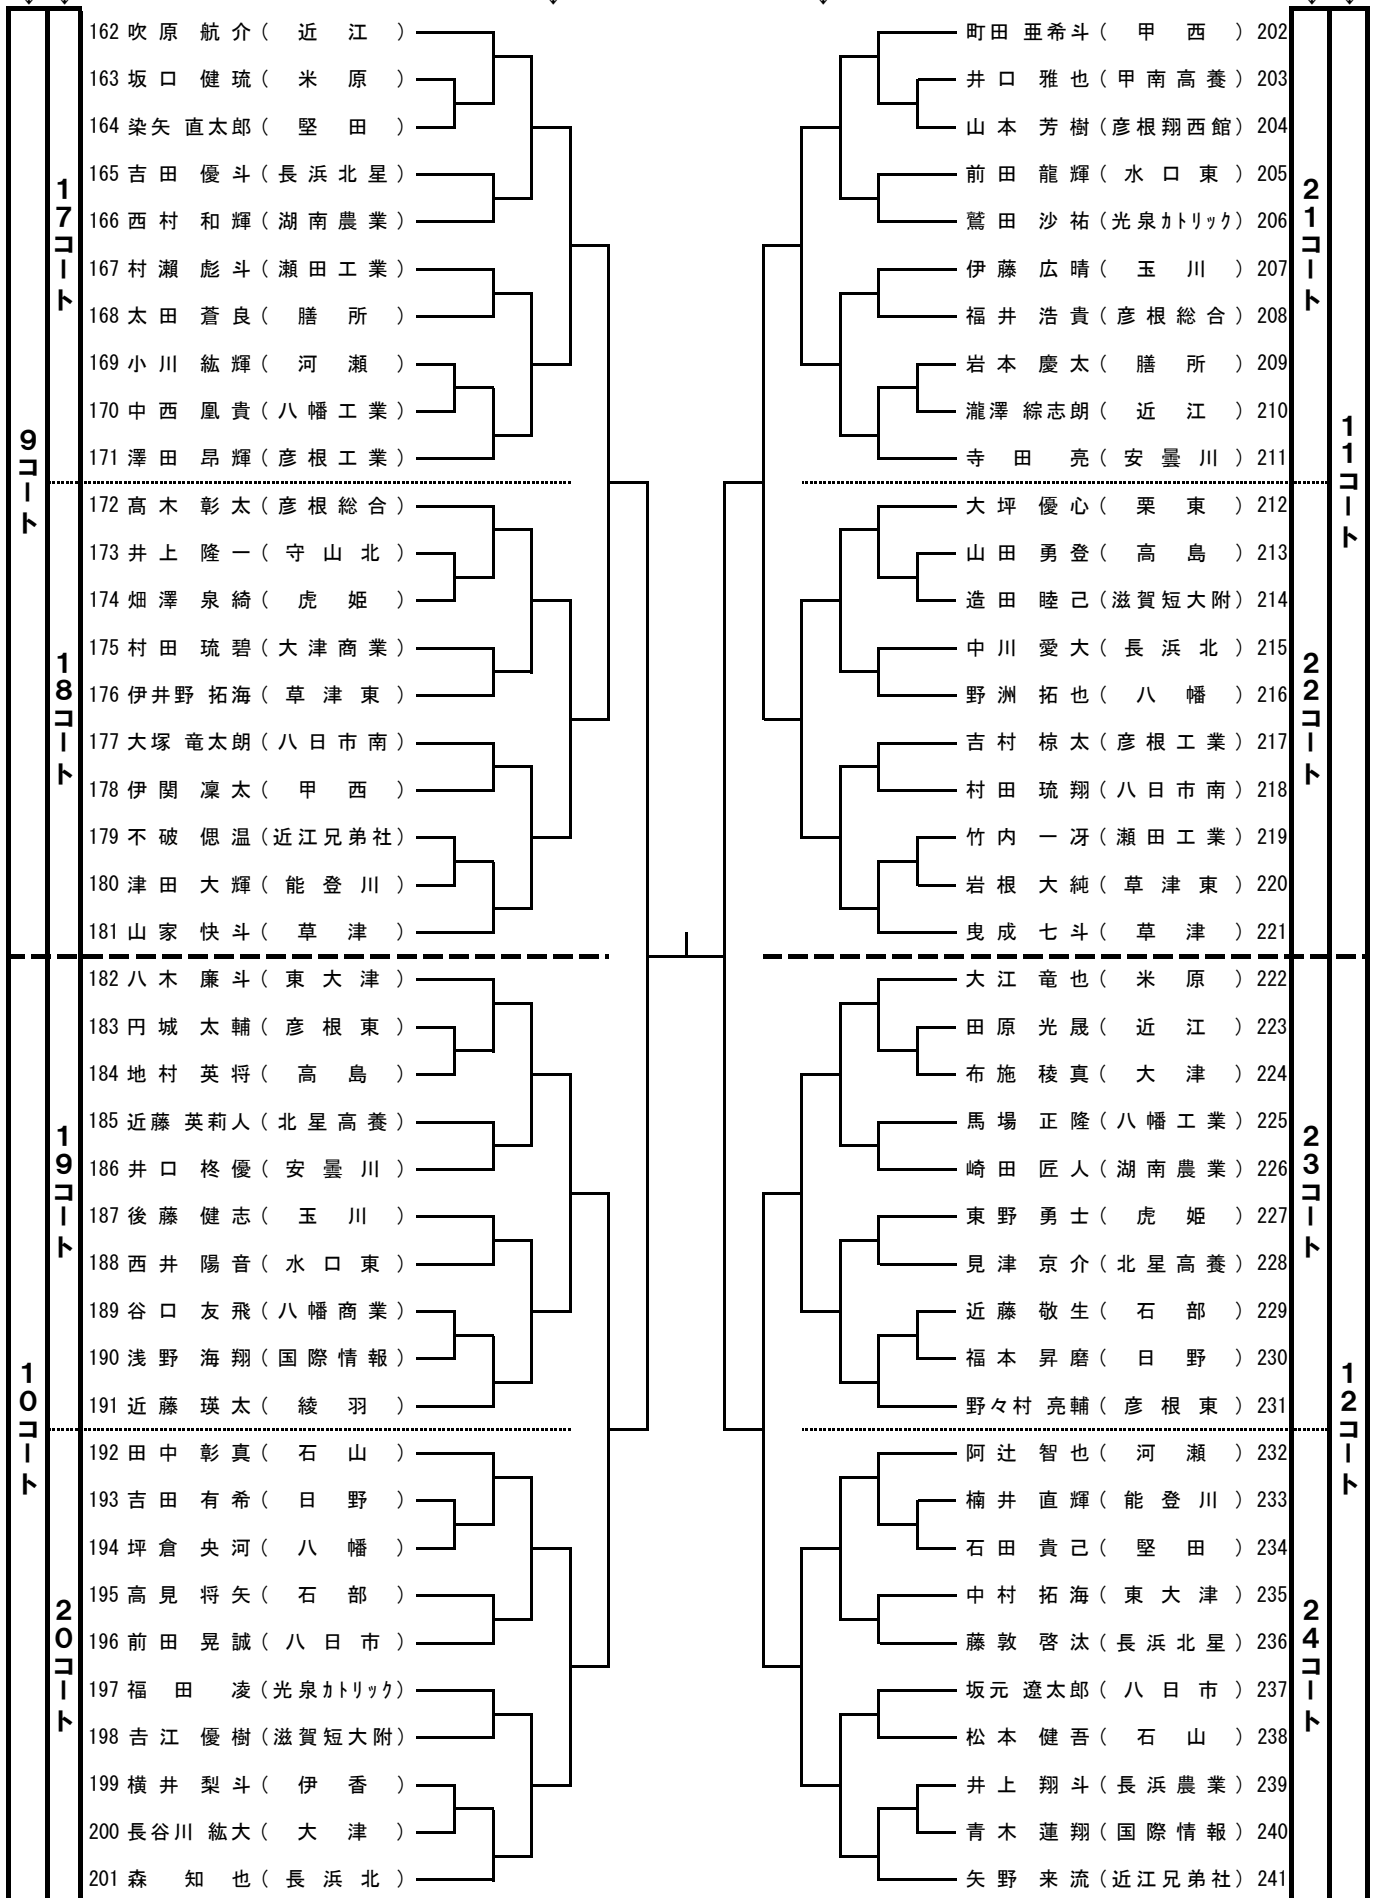 162 吹原 航介（近江）
163 坂口 健琉（米原）
164 染矢 直太郎（堅田）
165 吉田 優斗（長浜北星）
166 西村 和輝（湖南農業）
167 村瀬 彪斗（瀬田工業）
168 太田 蒼良（膳所）
169 小川 紘輝（河瀬）
170 中西 凰貴（八幡工業）
171 澤田 昂輝（彦根工業）
172 髙木 彰太（彦根総合）
173 井上 隆一（守山北）
174 畑澤 泉綺（虎姫）
175 村田 琉碧（大津商業）
176 伊井野 拓海（草津東）
177 大塚 竜太朗（八日市南）
178 伊関 凜太（甲西）
179 不破 偲温（近江兄弟社）
180 津田 大輝（能登川）
181 山家 快斗（草津）
182 八木 廉斗（東大津）
183 円城 太輔（彦根東）
184 地村 英将（高島）
185 近藤 英莉人（北星高養）
186 井口 柊優（安曇川）
187 後藤 健志（玉川）
188 西井 陽音（水口東）
189 谷口 友飛（八幡商業）
190 浅野 海翔（国際情報）
191 近藤 瑛太（綾羽）
192 田中 彰真（石山）
193 吉田 有希（日野）
194 坪倉 央河（八幡）
195 高見 将矢（石部）
196 前田 晃誠（八日市）
197 福田 凌（光泉カトリック）
198 吉江 優樹（滋賀短大附）
199 横井 梨斗（伊香）
200 長谷川 紘大（大津）
201 森 知也（長浜北）
17コート
18コート
19コート
20コート
9コート
10コート
町田 亜希斗（甲西）202
井口 雅也（甲南高養）203
山本 芳樹（彦根翔西館）204
前田 龍輝（水口東）205
鷲田 沙祐（光泉カトリック）206
伊藤 広晴（玉川）207
福井 浩貴（彦根総合）208
岩本 慶太（膳所）209
瀧澤 綜志朗（近江）210
寺田 亮（安曇川）211
大坪 優心（栗東）212
山田 勇登（高島）213
造田 睦己（滋賀短大附）214
中川 愛大（長浜北）215
野洲 拓也（八幡）216
吉村 椋太（彦根工業）217
村田 琉翔（八日市南）218
竹内 一冴（瀬田工業）219
岩根 大純（草津東）220
曳成 七斗（草津）221
大江 竜也（米原）222
田原 光晟（近江）223
布施 稜真（大津）224
馬場 正隆（八幡工業）225
崎田 匠人（湖南農業）226
東野 勇士（虎姫）227
見津 京介（北星高養）228
近藤 敬生（石部）229
福本 昇磨（日野）230
野々村 亮輔（彦根東）231
阿辻 智也（河瀬）232
楠井 直輝（能登川）233
石田 貴己（堅田）234
中村 拓海（東大津）235
藤敦 啓汰（長浜北星）236
坂元 遼太郎（八日市）237
松本 健吾（石山）238
井上 翔斗（長浜農業）239
青木 蓮翔（国際情報）240
矢野 来流（近江兄弟社）241
21コート
22コート
23コート
24コート
11コート
12コート